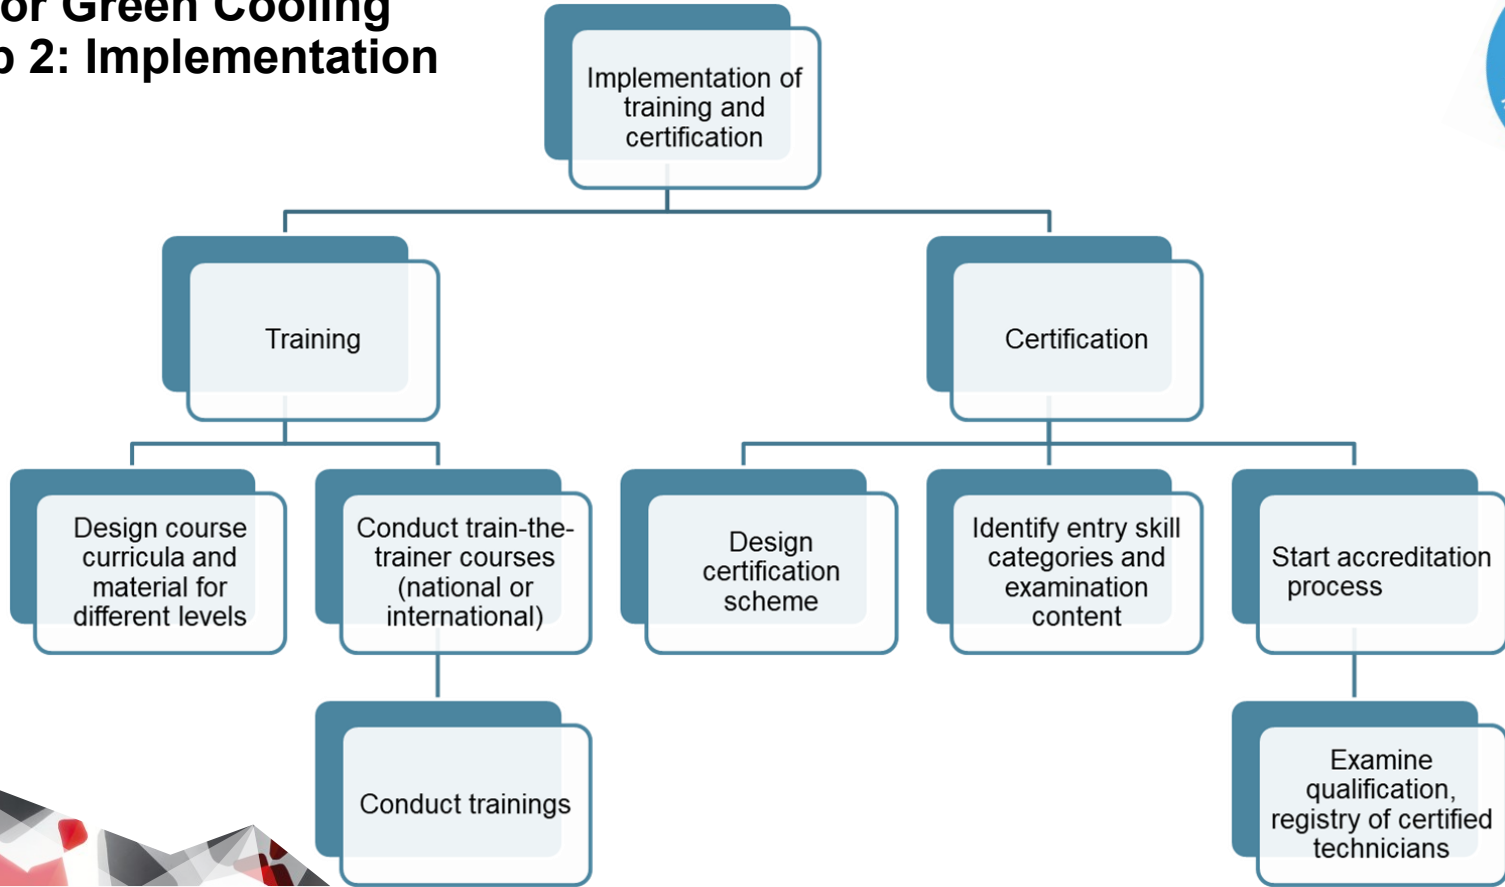 or Green Cooling
2: Implementation
Implementation of
training and
certification
Training
Certification
Design course
curricula and
material for
different levels
Conduct train-the-
trainer courses
(national or
international)
Design
certification
scheme
Identify entry skill
categories and
examination
content
Start accreditation
process
Conduct trainings
Examine
qualification,
registry of certified
technicians